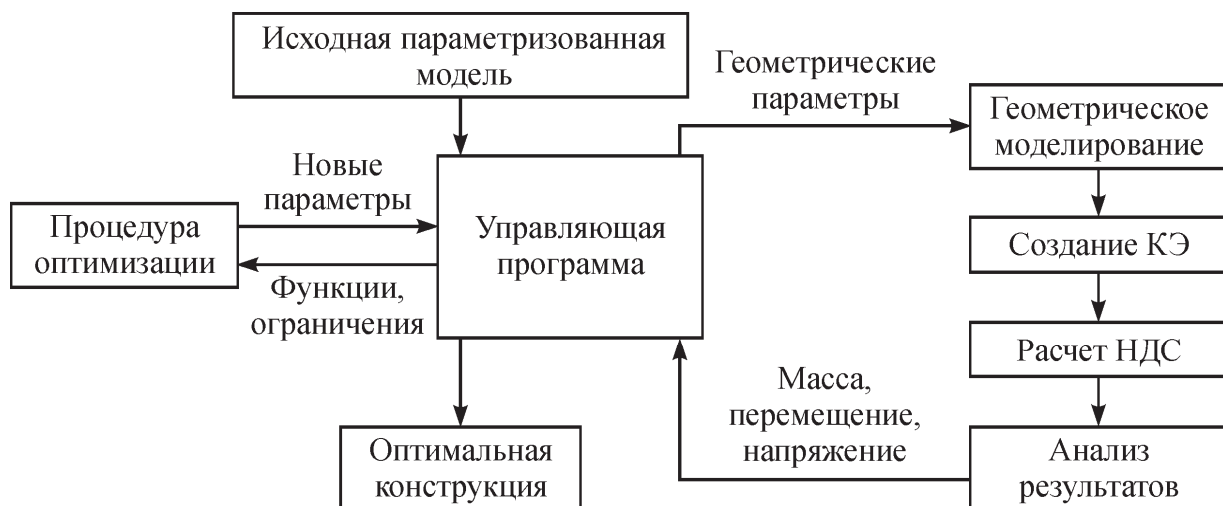 Исходная параметризованная
модель
Геометрические
параметры
Геометрическое
моделирование
Новые
параметры
Процедура
оптимизации
Управляющая
программа
Создание КЭ
Функции,
ограничения
Расчет НДС
Масса,
перемещение,
напряжение
Оптимальная
конструкция
Анализ
результатов